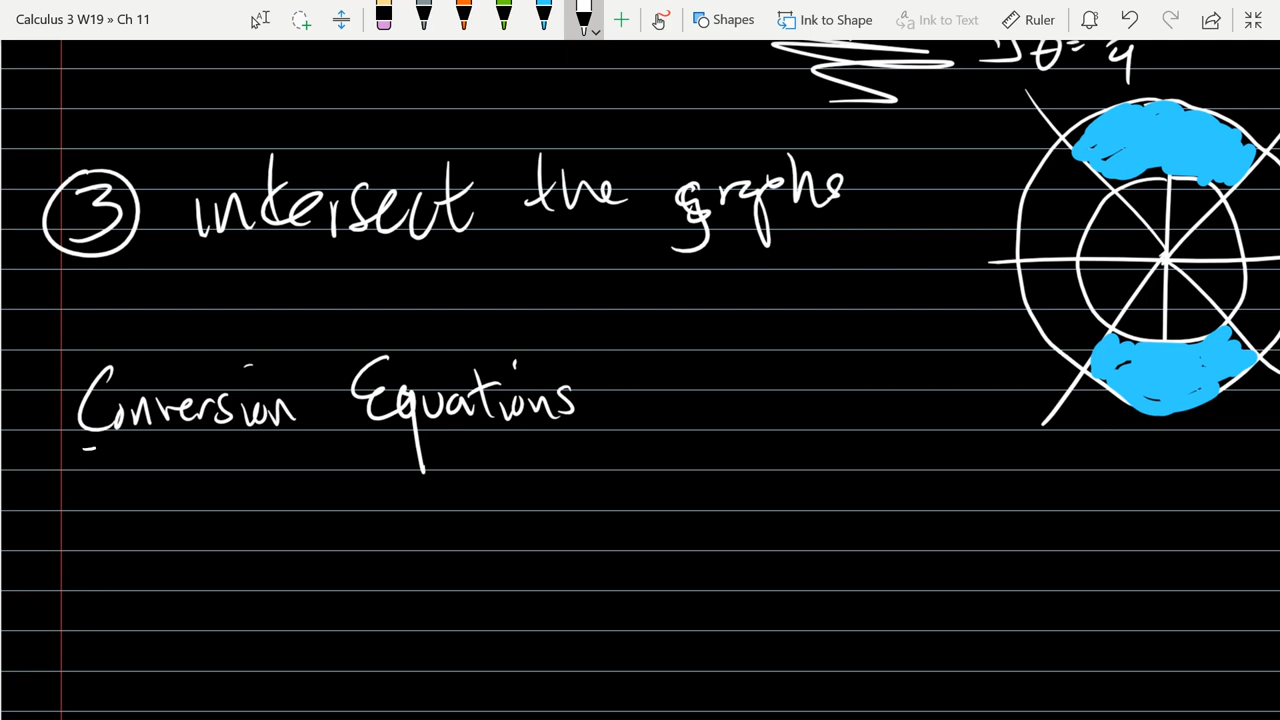 Calculus 3 W19 » Ch 11
Shapes Ink to Shape Ink to Text Ruler
θ = π/4
③ intersect the graphs
Conversion Equations